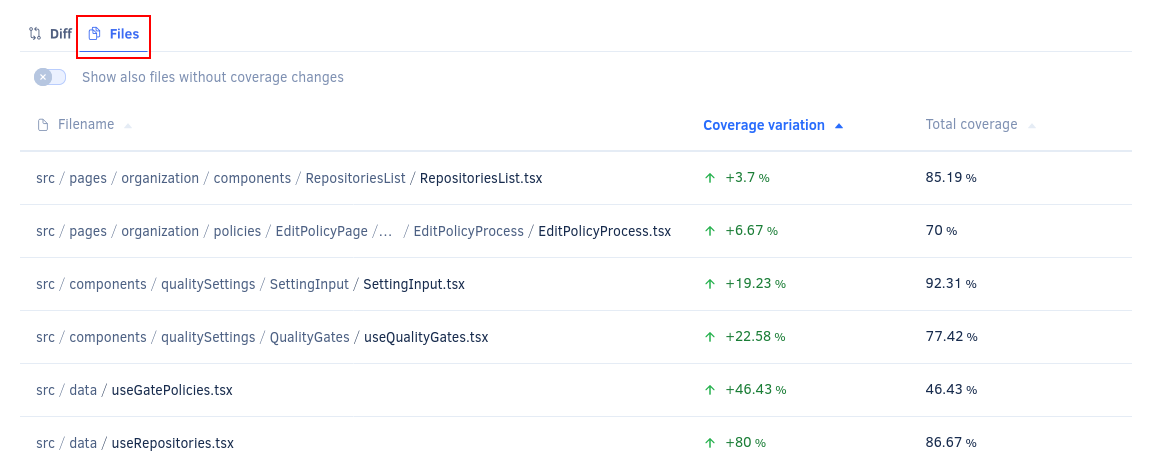 Diff Files
Show also files without coverage changes
Filename Coverage variation Total coverage
src / pages / organization / components / RepositoriesList / RepositoriesList.tsx +3.7 % 85.19 %
src / pages / organization / policies / EditPolicyPage /... / EditPolicyProcess / EditPolicyProcess.tsx +6.67 % 70 %
src / components / qualitySettings / SettingInput / SettingInput.tsx +19.23 % 92.31 %
src / components / qualitySettings / QualityGates / useQualityGates.tsx +22.58 % 77.42 %
src / data / useGatePolicies.tsx +46.43 % 46.43 %
src / data / useRepositories.tsx +80 % 86.67 %